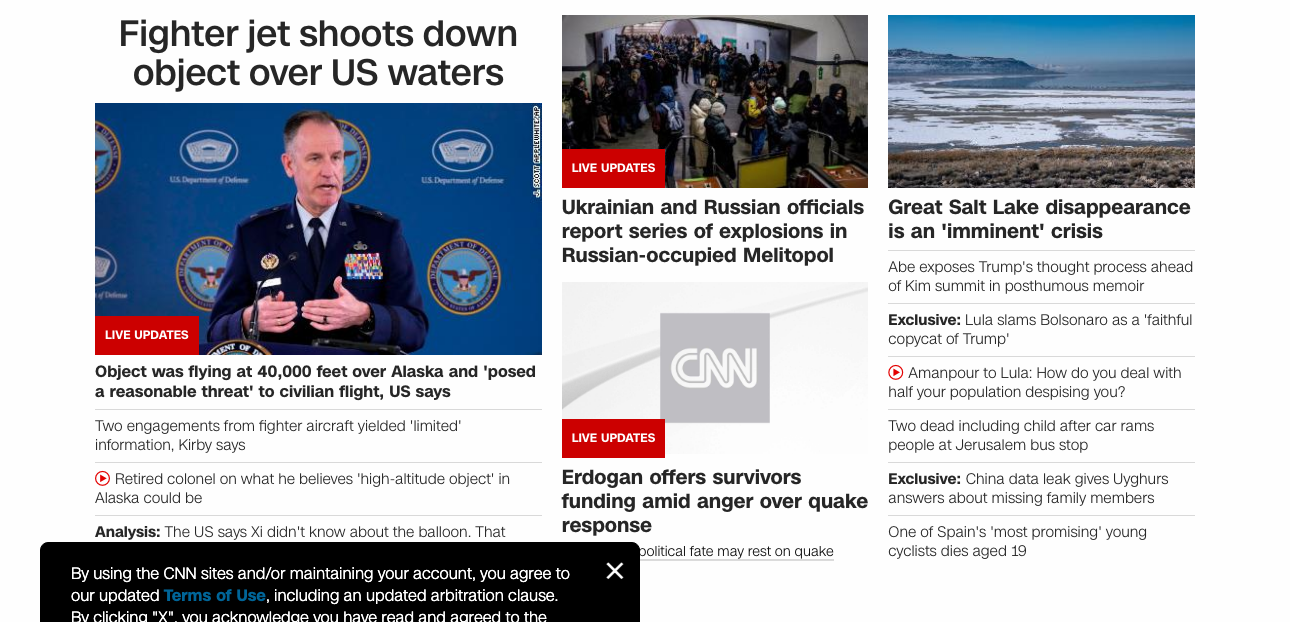 Fighter jet shoots down
object over US waters
J. SCOTT APPLEWHITE/AP
U.S. Department of Defense
U.S. Department of Defense
of Defense
LIVE UPDATES
Object was flying at 40,000 feet over Alaska and 'posed
a reasonable threat' to civilian flight, US says
Two engagements from fighter aircraft yielded 'limited'
information, Kirby says
Retired colonel on what he believes 'high-altitude object' in
Alaska could be
Analysis: The US says Xi didn't know about the balloon. That
LIVE UPDATES
Ukrainian and Russian officials
report series of explosions in
Russian-occupied Melitopol
CNN
LIVE UPDATES
Erdogan offers survivors
funding amid anger over quake
response
political fate may rest on quake
Great Salt Lake disappearance
is an 'imminent' crisis
Abe exposes Trump's thought process ahead
of Kim summit in posthumous memoir
Exclusive: Lula slams Bolsonaro as a 'faithful
copycat of Trump'
Amanpour to Lula: How do you deal with
half your population despising you?
Two dead including child after car rams
people at Jerusalem bus stop
Exclusive: China data leak gives Uyghurs
answers about missing family members
One of Spain's 'most promising' young
cyclists dies aged 19
By using the CNN sites and/or maintaining your account, you agree to
our updated Terms of Use, including an updated arbitration clause.
By clicking "X", you acknowledge you have read and agreed to the